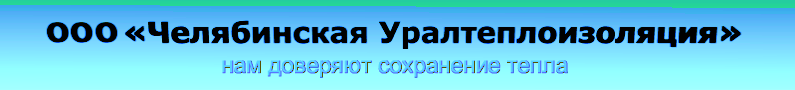 ООО «Челябинская Уралтеплоизоляция»
нам доверяют сохранение тепла